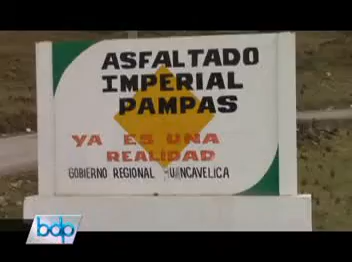 ASFALTADO
IMPERIAL
PAMPAS
YA ES UNA
REALIDAD
GOBIERNO REGIONAL HUANCAVELICA
bdp